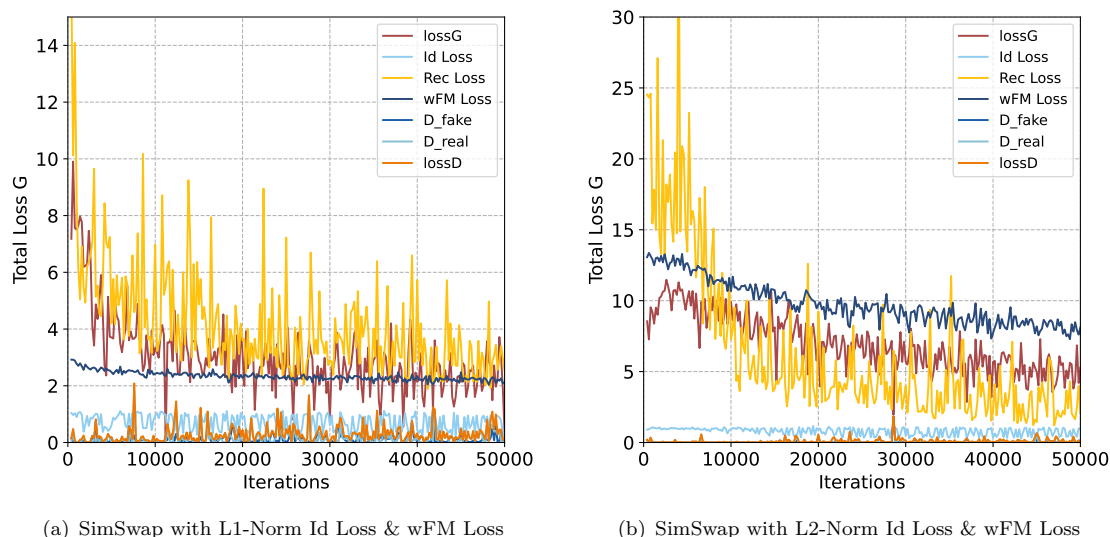 Total Loss G
14
12
10
8
6
4
2
0
0 10000 20000 30000 40000 50000
Iterations
lossG
Id Loss
Rec Loss
wFM Loss
D_fake
D_real
lossD
(a) SimSwap with L1-Norm Id Loss & wFM Loss
Total Loss G
30
25
20
15
10
5
0
0 10000 20000 30000 40000 50000
Iterations
lossG
Id Loss
Rec Loss
wFM Loss
D_fake
D_real
lossD
(b) SimSwap with L2-Norm Id Loss & wFM Loss